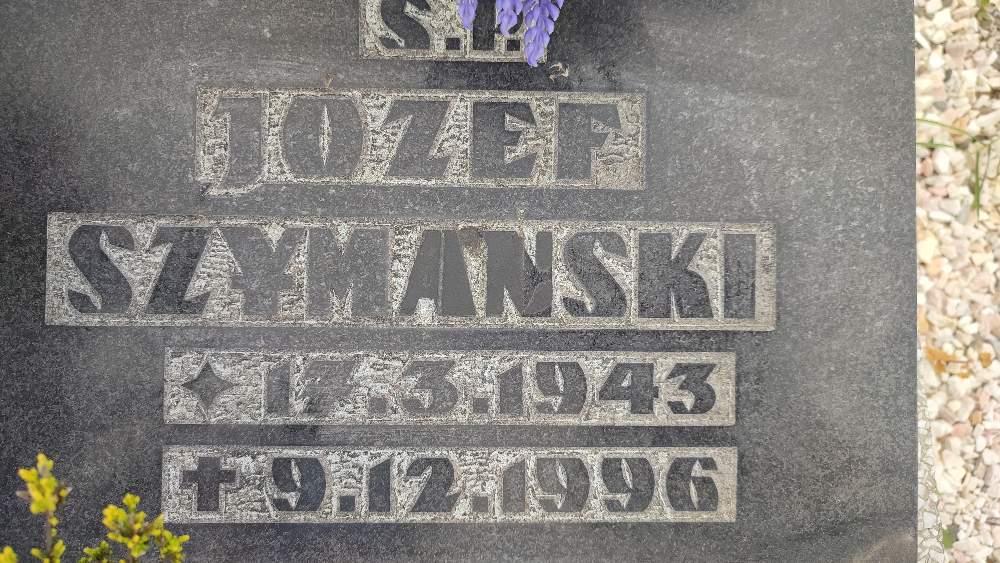 Ś.P.
JOZEF
SZYMAŃSKI
✦ 17.3.1943
✝ 9.12.1996